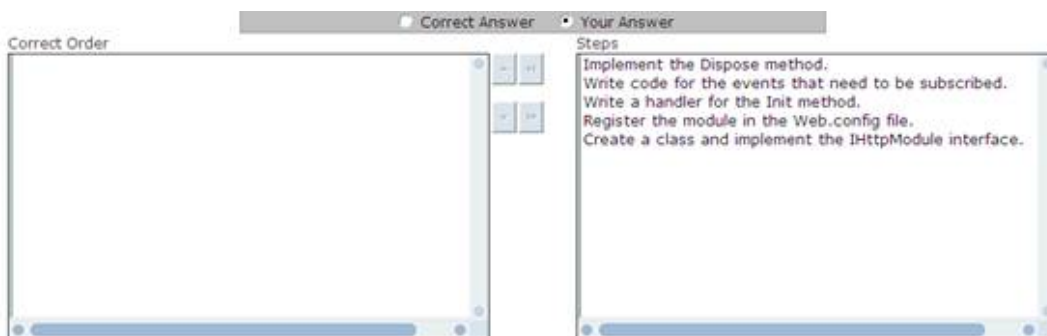 Correct Answer Your Answer
Correct Order
Steps
Implement the Dispose method.
Write code for the events that need to be subscribed.
Write a handler for the Init method.
Register the module in the Web.config file.
Create a class and implement the IHttpModule interface.